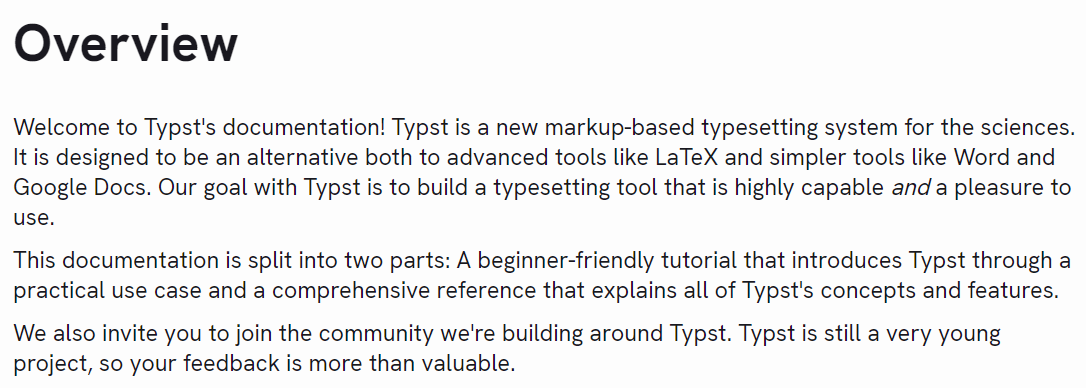 Overview
Welcome to Typst's documentation! Typst is a new markup-based typesetting system for the sciences.
It is designed to be an alternative both to advanced tools like LaTeX and simpler tools like Word and
Google Docs. Our goal with Typst is to build a typesetting tool that is highly capable and a pleasure to
use.
This documentation is split into two parts: A beginner-friendly tutorial that introduces Typst through a
practical use case and a comprehensive reference that explains all of Typst's concepts and features.
We also invite you to join the community we're building around Typst. Typst is still a very young
project, so your feedback is more than valuable.